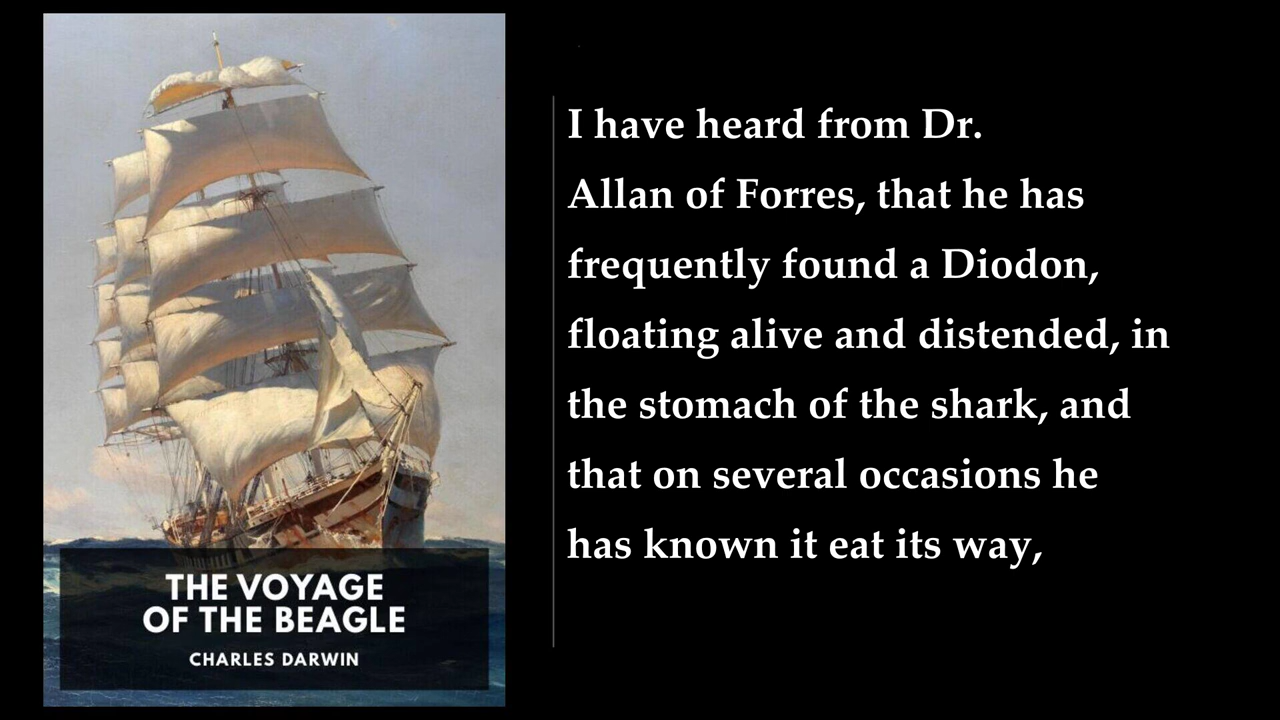 THE VOYAGE
OF THE BEAGLE
CHARLES DARWIN
I have heard from Dr.
Allan of Forres, that he has
frequently found a Diodon,
floating alive and distended, in
the stomach of the shark, and
that on several occasions he
has known it eat its way,